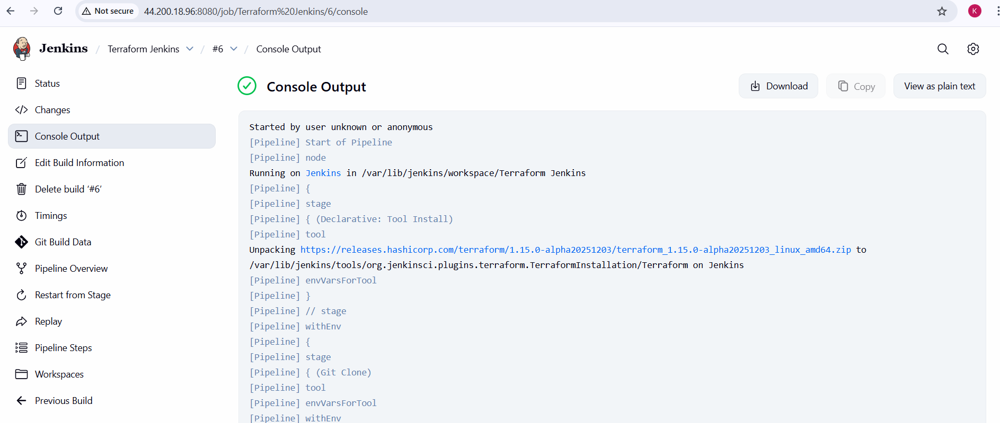 Not secure 44.200.18.96:8080/job/Terraform%20Jenkins/6/console K
Jenkins / Terraform Jenkins / #6 / Console Output
Status
Changes
Console Output
Edit Build Information
Delete build ‘#6’
Timings
Git Build Data
Pipeline Overview
Restart from Stage
Replay
Pipeline Steps
Workspaces
Previous Build
Console Output
Download
Copy
View as plain text
Started by user unknown or anonymous
[Pipeline] Start of Pipeline
[Pipeline] node
Running on Jenkins in /var/lib/jenkins/workspace/Terraform Jenkins
[Pipeline] {
[Pipeline] stage
[Pipeline] { (Declarative: Tool Install)
[Pipeline] tool
Unpacking https://releases.hashicorp.com/terraform/1.15.0-alpha20251203/terraform_1.15.0-alpha20251203_linux_amd64.zip to
/var/lib/jenkins/tools/org.jenkinsci.plugins.terraform.TerraformInstallation/Terraform on Jenkins
[Pipeline] envVarsForTool
[Pipeline] }
[Pipeline] // stage
[Pipeline] withEnv
[Pipeline] {
[Pipeline] stage
[Pipeline] { (Git Clone)
[Pipeline] tool
[Pipeline] envVarsForTool
[Pipeline] withEnv